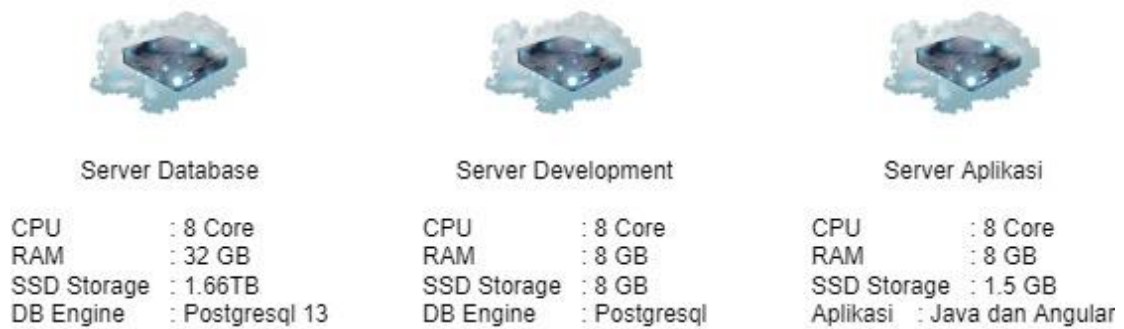 Server Database
CPU : 8 Core
RAM : 32 GB
SSD Storage : 1.66TB
DB Engine : Postgresql 13
Server Development
CPU : 8 Core
RAM : 8 GB
SSD Storage : 8 GB
DB Engine : Postgresql
Server Aplikasi
CPU : 8 Core
RAM : 8 GB
SSD Storage : 1.5 GB
Aplikasi : Java dan Angular